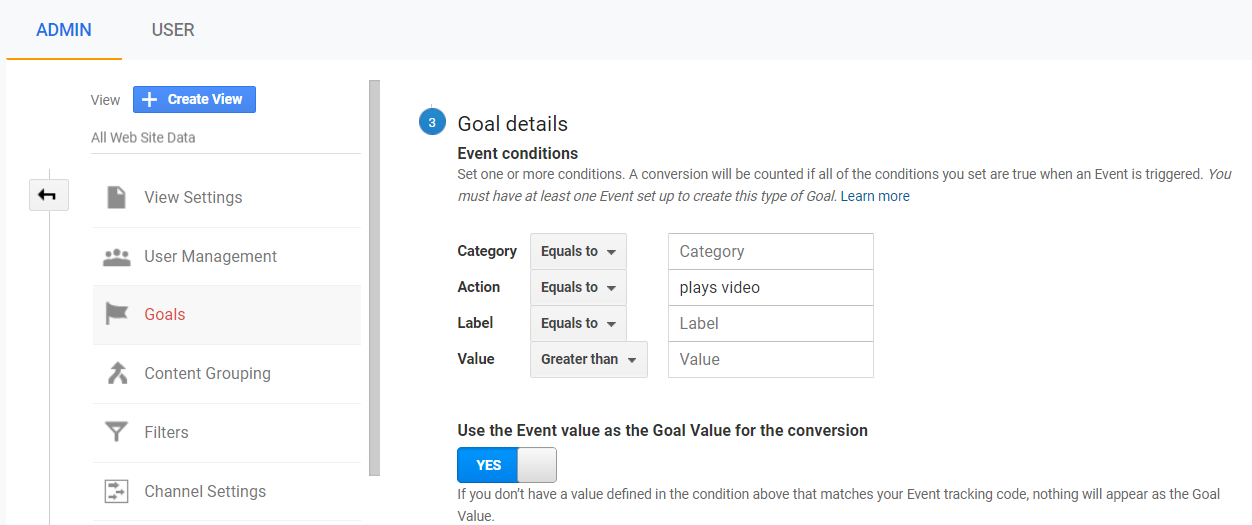 ADMIN USER
View + Create View
All Web Site Data
View Settings
User Management
Goals
Content Grouping
Filters
Channel Settings
3 Goal details
Event conditions
Set one or more conditions. A conversion will be counted if all of the conditions you set are true when an Event is triggered. You
must have at least one Event set up to create this type of Goal. Learn more
Category Equals to Category
Action Equals to plays video
Label Equals to Label
Value Greater than Value
Use the Event value as the Goal Value for the conversion
YES
If you don't have a value defined in the condition above that matches your Event tracking code, nothing will appear as the Goal
Value.